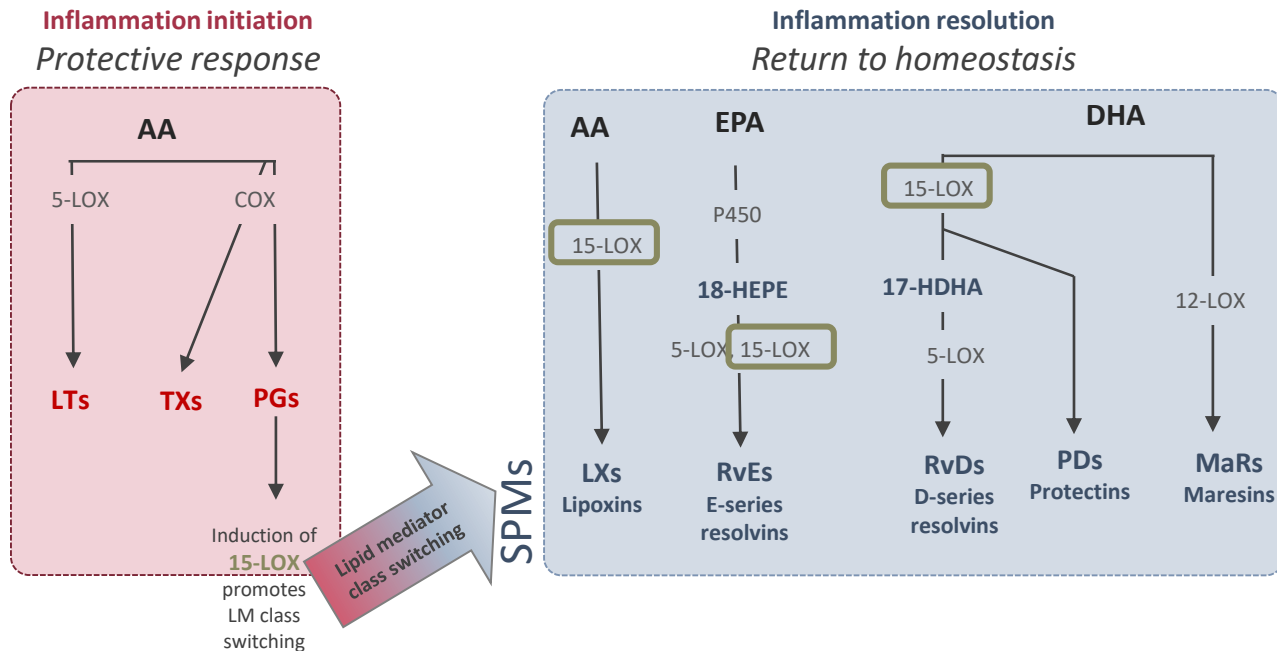 Inflammation initiation
Protective response
AA
5-LOX
COX
LTs
TXs
PGs
Induction of
15-LOX
promotes
LM class
switching
Lipid mediator
class switching
SPMs
Inflammation resolution
Return to homeostasis
AA
15-LOX
LXs
Lipoxins
EPA
P450
18-HEPE
5-LOX, 15-LOX
RvEs
E-series
resolvins
DHA
15-LOX
17-HDHA
5-LOX
RvDs
D-series
resolvins
PDs
Protectins
12-LOX
MaRs
Maresins